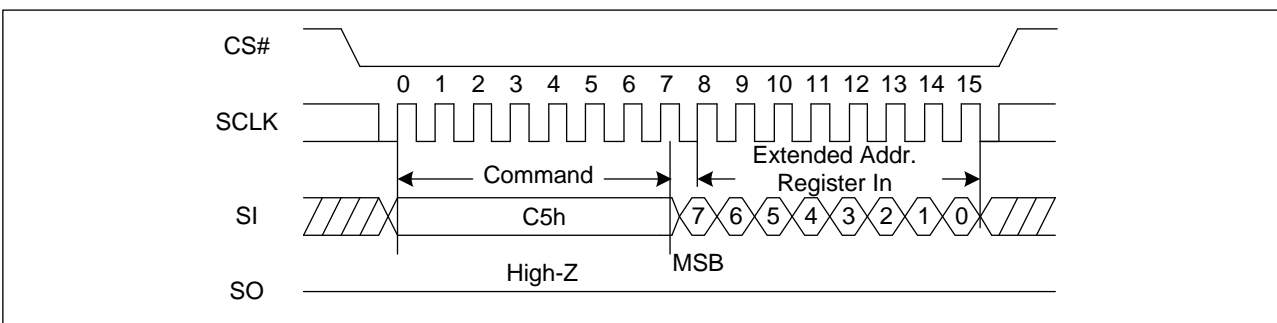 CS#
0 1 2 3 4 5 6 7 8 9 10 11 12 13 14 15
SCLK
Command
Extended Addr.
Register In
SI
C5h
7 6 5 4 3 2 1 0
MSB
High-Z
SO